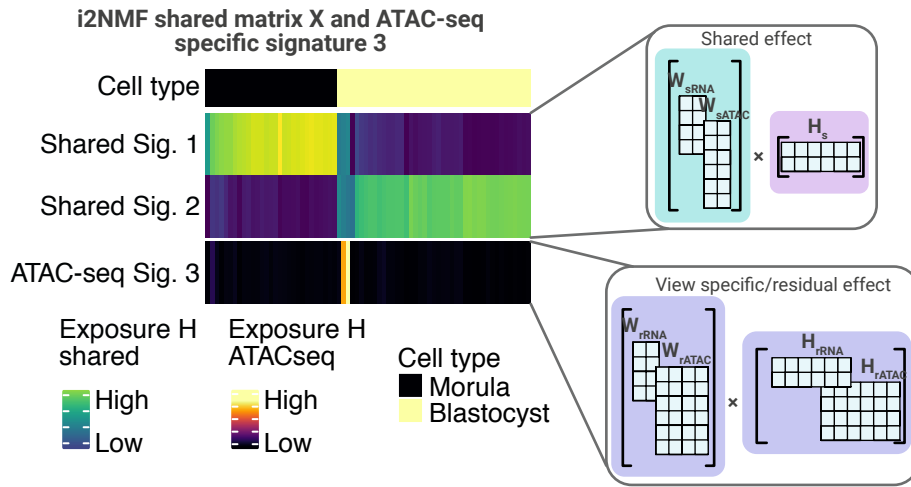 i2NMF shared matrix X and ATAC-seq
specific signature 3
Cell type
Shared Sig. 1
Shared Sig. 2
ATAC-seq Sig. 3
Exposure H
shared
High
Low
Exposure H
ATACseq
High
Low
Cell type
Morula
Blastocyst
Shared effect
W sRNA
W sATAC
×
H s
View specific/residual effect
W rRNA
W rATAC
×
H rRNA
H rATAC